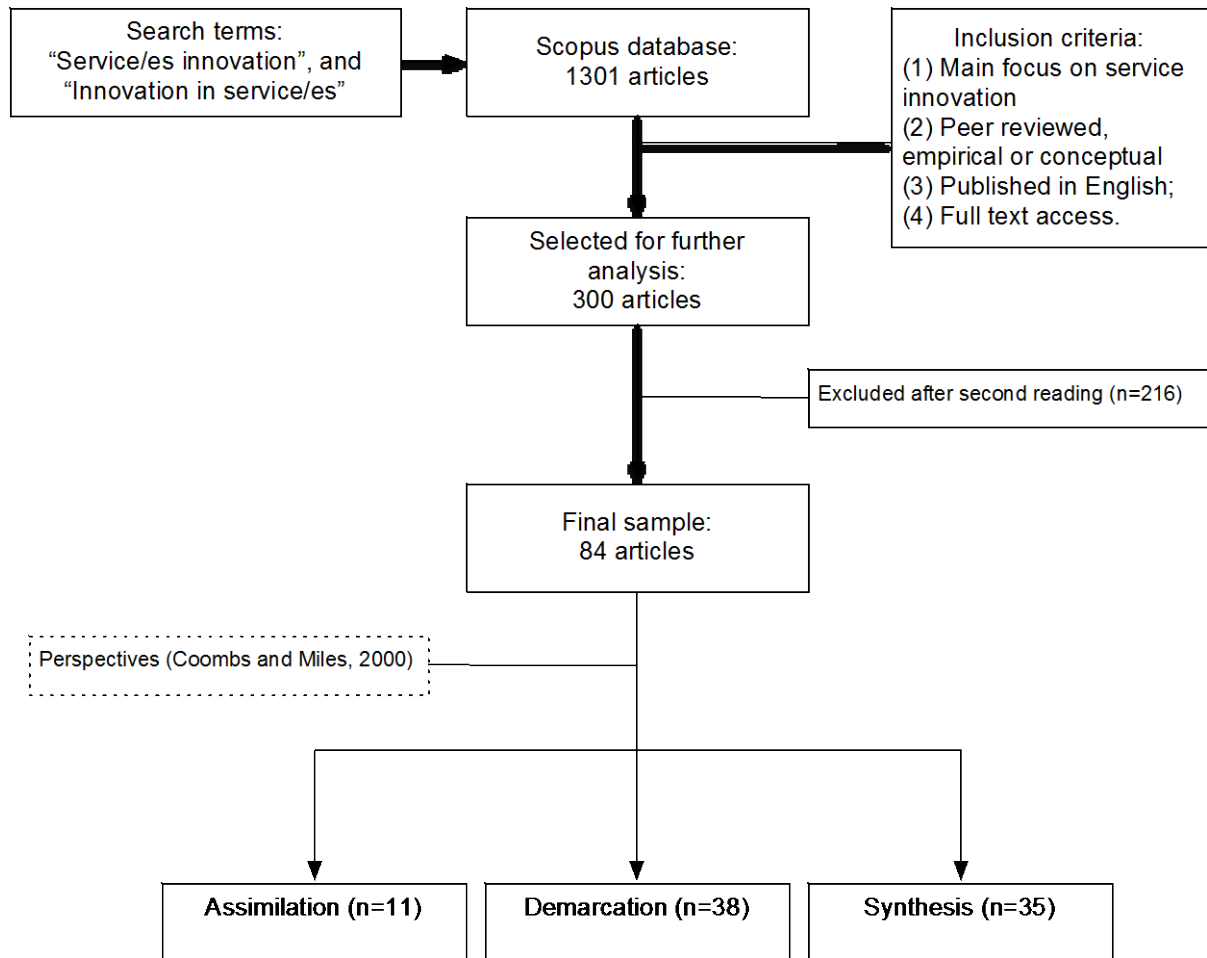 Search terms:
“Service/es innovation”, and
“Innovation in service/es”
Scopus database:
1301 articles
Inclusion criteria:
(1) Main focus on service
innovation
(2) Peer reviewed,
empirical or conceptual
(3) Published in English;
(4) Full text access.
Selected for further
analysis:
300 articles
Excluded after second reading (n=216)
Final sample:
84 articles
Perspectives (Coombs and Miles, 2000)
Assimilation (n=11)
Demarcation (n=38)
Synthesis (n=35)